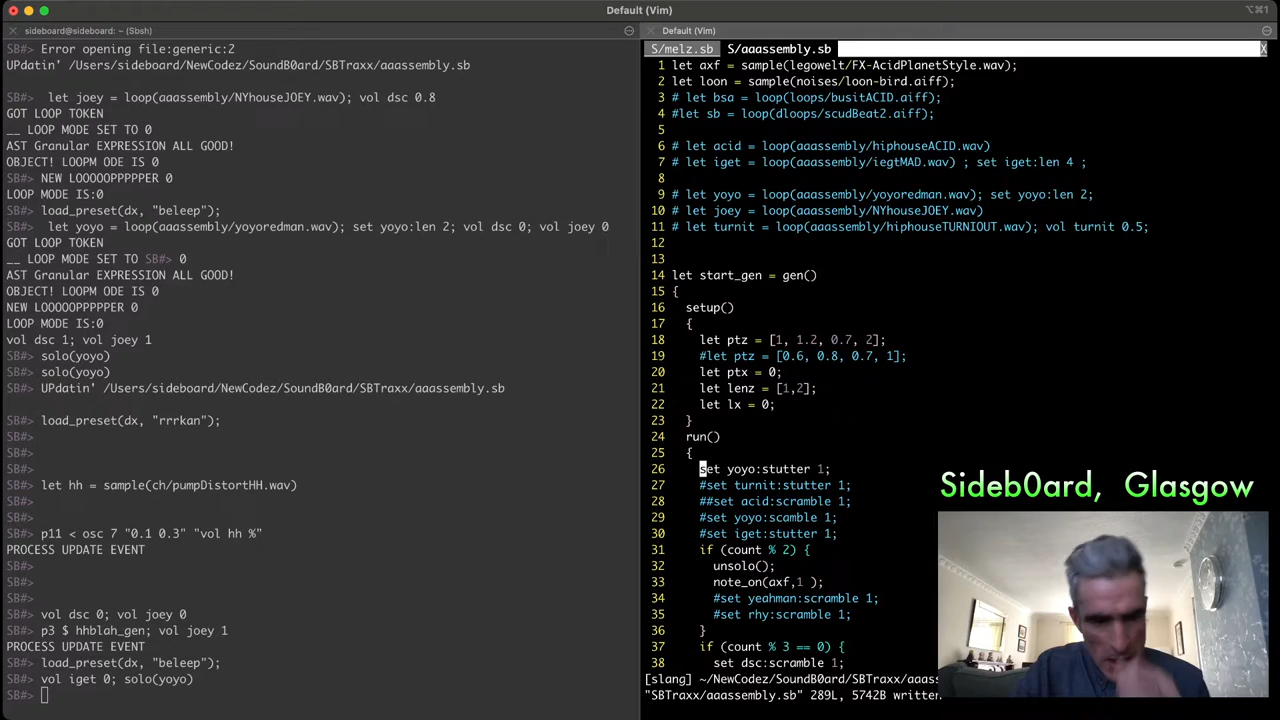 Default (Vim)
⌥⌘1
sideboard@sideboard: ~ (Sbsh)
SB#> Error opening file:generic:2
UPdatin' /Users/sideboard/NewCodez/SoundB0ard/SBTraxx/aaassembly.sb
SB#>  let joey = loop(aaassembly/NYhouseJOEY.wav); vol dsc 0.8
GOT LOOP TOKEN
__ LOOP MODE SET TO 0
AST Granular EXPRESSION ALL GOOD!
OBJECT! LOOPM ODE IS 0
SB#> NEW LOOOOOPPPPPER 0
LOOP MODE IS:0
SB#> load_preset(dx, "beleep");
SB#>  let yoyo = loop(aaassembly/yoyoredman.wav); set yoyo:len 2; vol dsc 0; vol joey 0
GOT LOOP TOKEN
__ LOOP MODE SET TO SB#> 0
AST Granular EXPRESSION ALL GOOD!
OBJECT! LOOPM ODE IS 0
NEW LOOOOOPPPPPER 0
LOOP MODE IS:0
vol dsc 1; vol joey 1
SB#> solo(yoyo)
SB#> solo(yoyo)
SB#> UPdatin' /Users/sideboard/NewCodez/SoundB0ard/SBTraxx/aaassembly.sb
SB#> load_preset(dx, "rrrkan");
SB#>
SB#>
SB#>
SB#> let hh = sample(ch/pumpDistortHH.wav)
SB#>
SB#>
SB#> p11 < osc 7 "0.1 0.3" "vol hh %"
PROCESS UPDATE EVENT
SB#>
SB#>
SB#>
SB#> vol dsc 0; vol joey 0
SB#> p3 $ hhblah_gen; vol joey 1
PROCESS UPDATE EVENT
SB#> load_preset(dx, "beleep");
SB#> vol iget 0; solo(yoyo)
SB#>
Default (Vim)
S/melz.sb S/aaassembly.sb X
1 let axf = sample(legowelt/FX-AcidPlanetStyle.wav);
2 let loon = sample(noises/loon-bird.aiff);
3 # let bsa = loop(loops/busitACID.aiff);
4 #let sb = loop(dloops/scudBeat2.aiff);
5
6 # let acid = loop(aaassembly/hiphouseACID.wav)
7 # let iget = loop(aaassembly/iegtMAD.wav) ; set iget:len 4 ;
8
9 # let yoyo = loop(aaassembly/yoyoredman.wav); set yoyo:len 2;
10 # let joey = loop(aaassembly/NYhouseJOEY.wav)
11 # let turnit = loop(aaassembly/hiphouseTURNIOUT.wav); vol turnit 0.5;
12
13
14 let start_gen = gen()
15 {
16 setup()
17 {
18 let ptz = [1, 1.2, 0.7, 2];
19 #let ptz = [0.6, 0.8, 0.7, 1];
20 let ptx = 0;
21 let lenz = [1,2];
22 let lx = 0;
23 }
24 run()
25 {
26 set yoyo:stutter 1;
27 #set turnit:stutter 1;
28 ##set acid:scramble 1;
29 #set yoyo:scamble 1;
30 #set iget:stutter 1;
31 if (count % 2) {
32 unsolo();
33 note_on(axf,1 );
34 #set yeahman:scramble 1;
35 #set rhy:scramble 1;
36 }
37 if (count % 3 == 0) {
38 set dsc:scramble 1;
[slang] ~/NewCodez/SoundB0ard/SBTraxx/aaass
"SBTraxx/aaassembly.sb" 289L, 5742B written
Sideb0ard, Glasgow